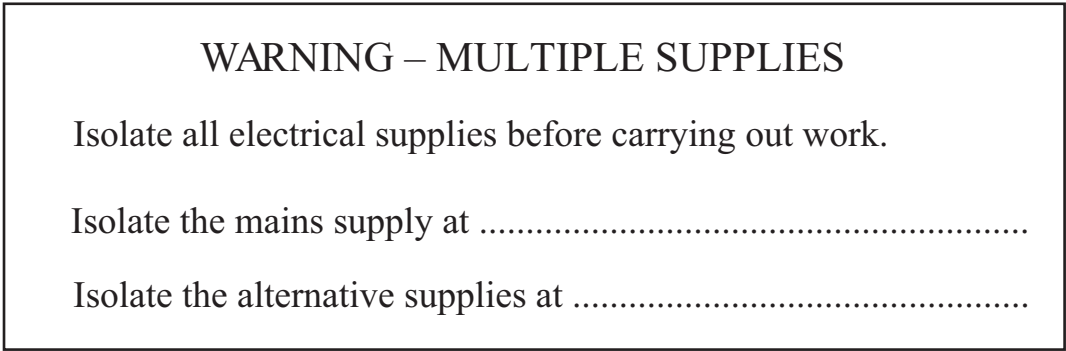 WARNING – MULTIPLE SUPPLIES
Isolate all electrical supplies before carrying out work.
Isolate the mains supply at ...........................................................
Isolate the alternative supplies at .................................................